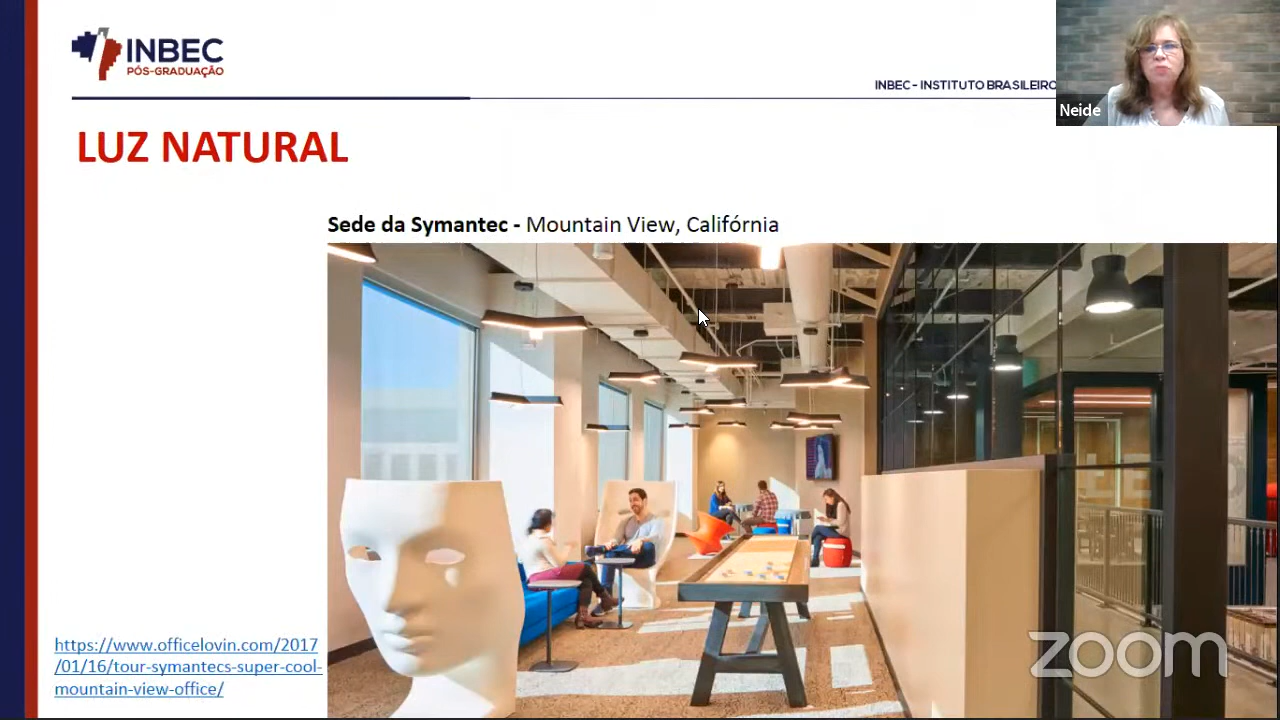 INBEC
PÓS-GRADUAÇÃO
INBEC - INSTITUTO BRASILEIRO
Neide
LUZ NATURAL
Sede da Symantec - Mountain View, Califórnia
https://www.officelovin.com/2017
/01/16/tour-symantecs-super-cool-
mountain-view-office/
zoom